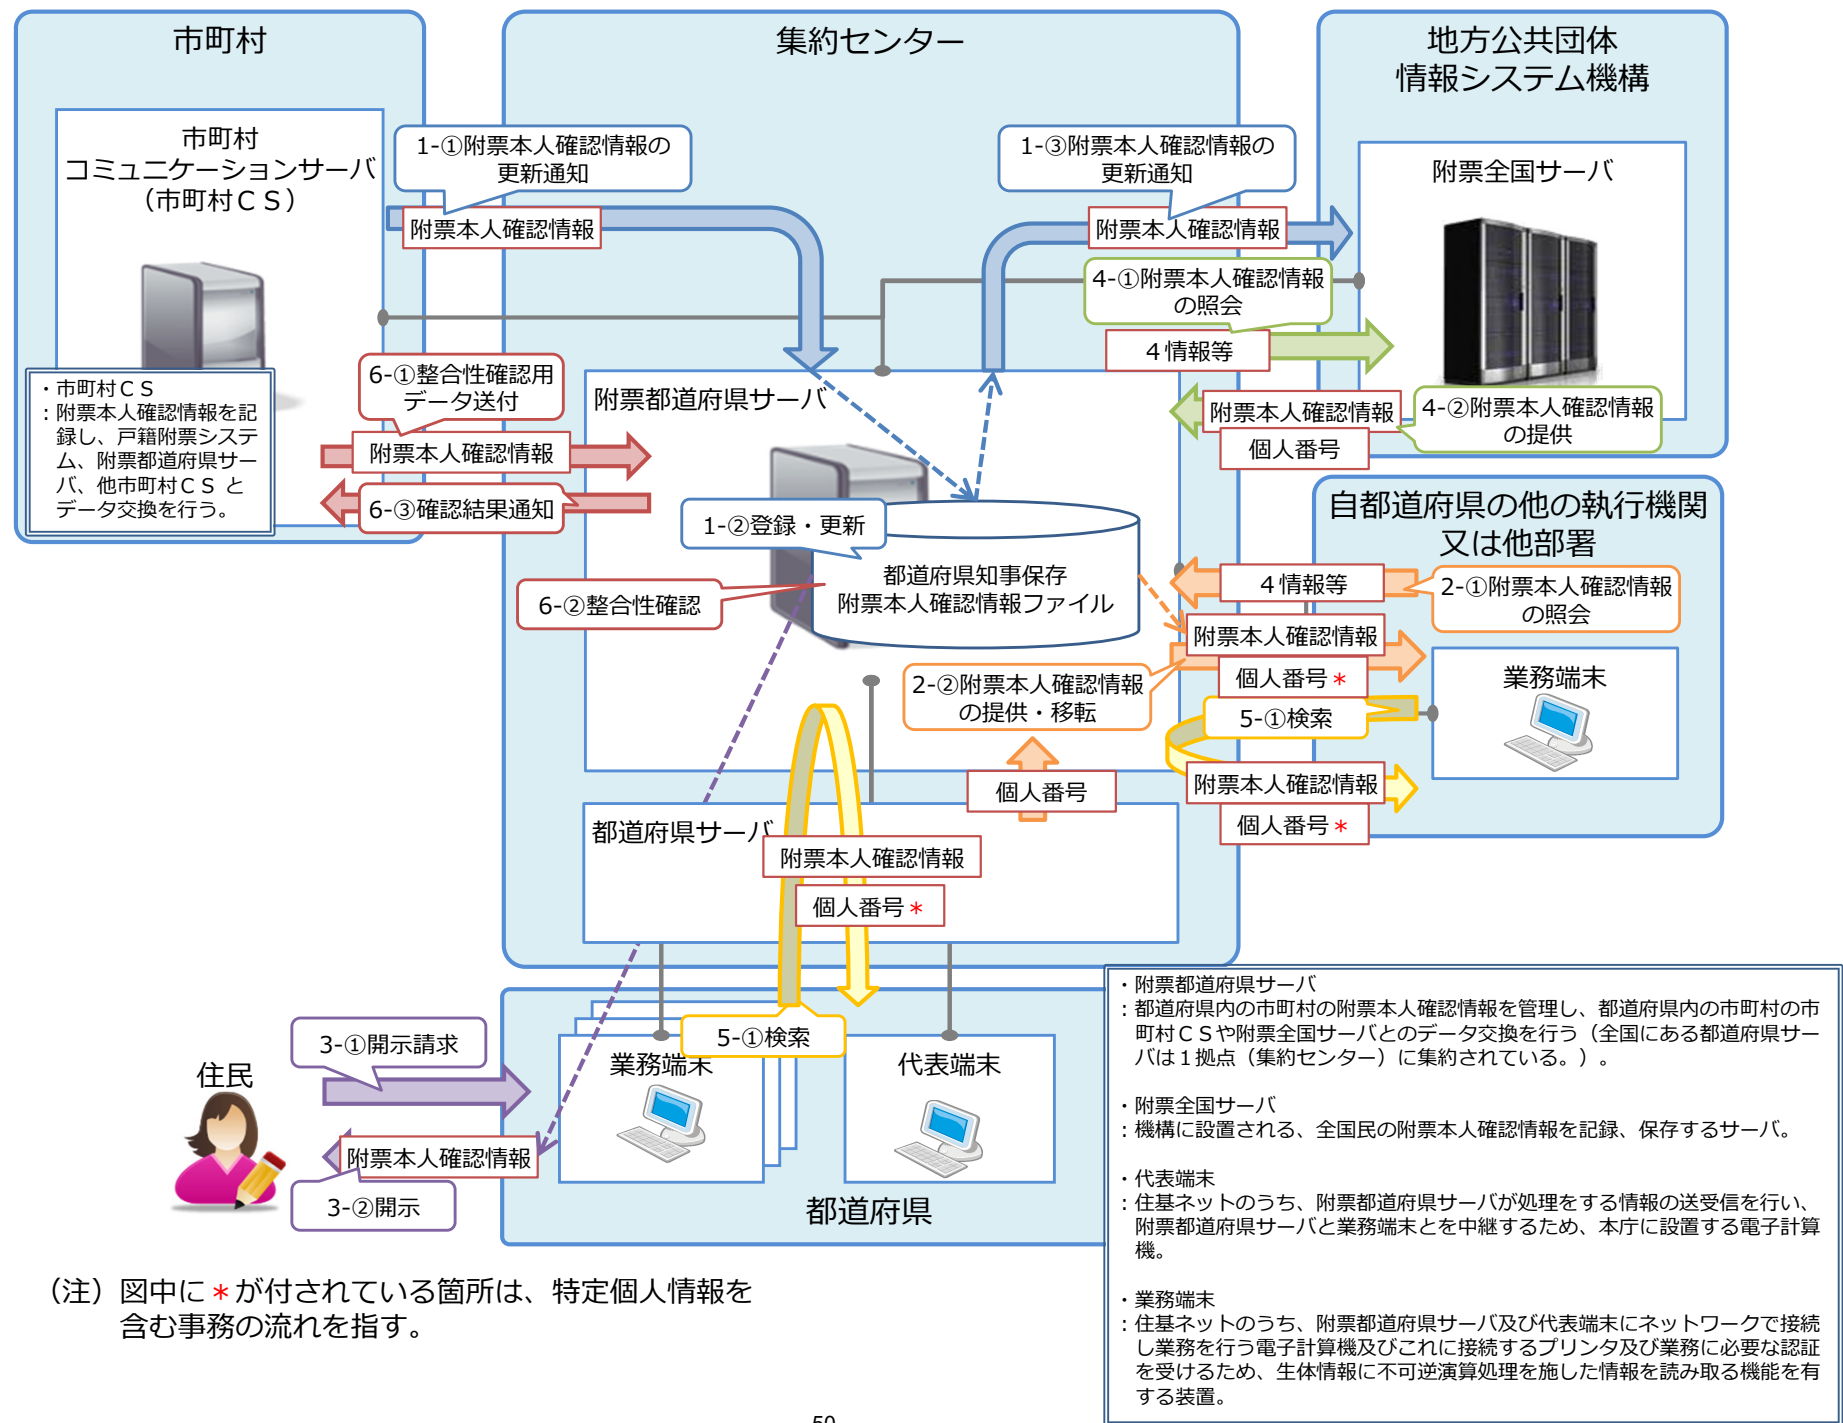 市町村
集約センター
地方公共団体
情報システム機構
市町村
コミュニケーションサーバ
（市町村ＣＳ）
1-①附票本人確認情報の
更新通知
附票本人確認情報
1-③附票本人確認情報の
更新通知
附票本人確認情報
附票全国サーバ
4-①附票本人確認情報
の照会
４情報等
附票本人確認情報
個人番号
4-②附票本人確認情報
の提供
・市町村ＣＳ
：附票本人確認情報を記
録し、戸籍附票システ
ム、附票都道府県サー
バ、他市町村ＣＳ と
データ交換を行う。
6-①整合性確認用
データ送付
附票本人確認情報
6-③確認結果通知
附票都道府県サーバ
1-②登録・更新
都道府県知事保存
附票本人確認情報ファイル
6-②整合性確認
自都道府県の他の執行機関
又は他部署
４情報等
2-①附票本人確認情報
の照会
附票本人確認情報
個人番号＊
2-②附票本人確認情報
の提供・移転
業務端末
5-①検索
附票本人確認情報
個人番号＊
個人番号
都道府県サーバ
附票本人確認情報
個人番号＊
5-①検索
業務端末
代表端末
都道府県
住民
3-①開示請求
附票本人確認情報
3-②開示
・附票都道府県サーバ
：都道府県内の市町村の附票本人確認情報を管理し、都道府県内の市町村の市
町村ＣＳや附票全国サーバとのデータ交換を行う（全国にある都道府県サー
バは１拠点（集約センター）に集約されている。）。
・附票全国サーバ
：機構に設置される、全国民の附票本人確認情報を記録、保存するサーバ。
・代表端末
：住基ネットのうち、附票都道府県サーバが処理をする情報の送受信を行い、
附票都道府県サーバと業務端末とを中継するため、本庁に設置する電子計算
機。
・業務端末
：住基ネットのうち、附票都道府県サーバ及び代表端末にネットワークで接続
し業務を行う電子計算機及びこれに接続するプリンタ及び業務に必要な認証
を受けるため、生体情報に不可逆演算処理を施した情報を読み取る機能を有
する装置。
（注）図中に＊が付されている箇所は、特定個人情報を
含む事務の流れを指す。
50